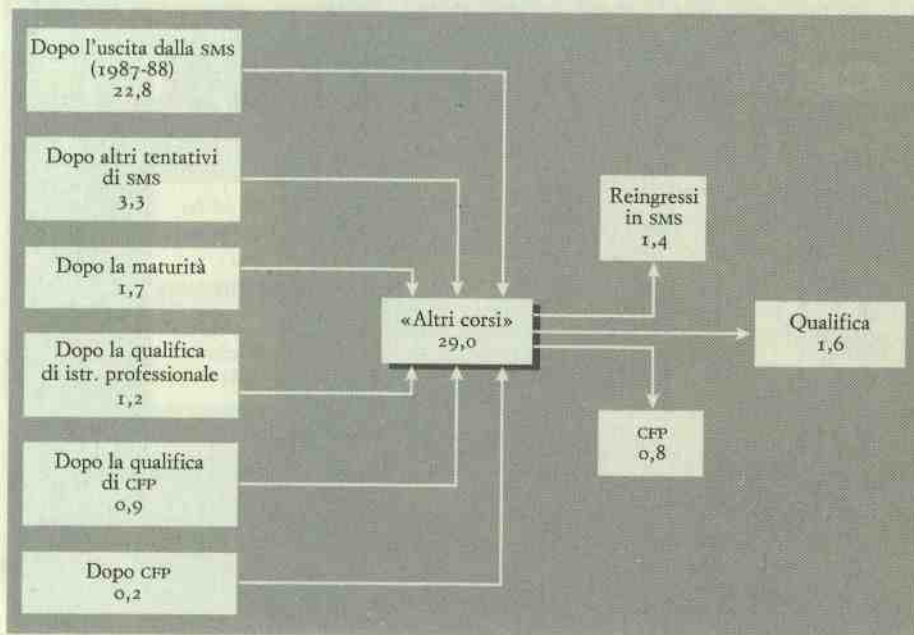 Dopo l'uscita dalla SMS
(1987-88)
22,8
Dopo altri tentativi
di SMS
3,3
Dopo la maturità
1,7
Dopo la qualifica
di istr. professionale
1,2
Dopo la qualifica
di CFP
0,9
Dopo CFP
0,2
«Altri corsi»
29,0
Reingressi
in SMS
1,4
Qualifica
1,6
CFP
0,8